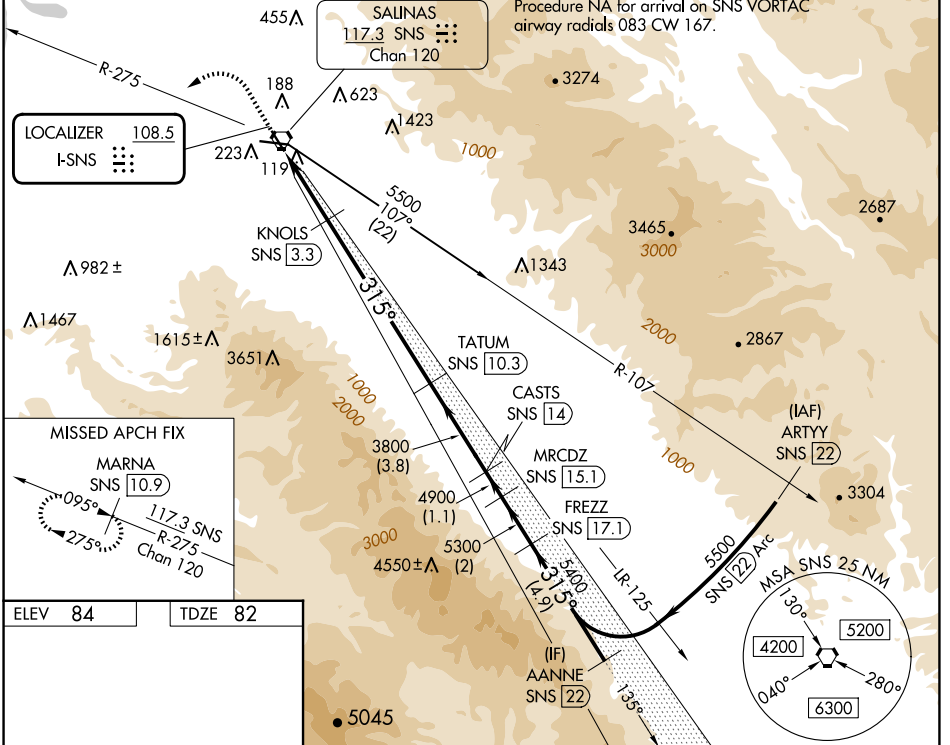 Procedure NA for arrival on SNS VORTAC
airway radials 083 CW 167.
455
SALINAS
117.3 SNS
Chan 120
R-275
188
623
3274
1423
1000
LOCALIZER 108.5
I-SNS
223
119
5500
107°
(22)
2687
KNOLS
SNS 3.3
3465
3000
982 ±
1343
315°
1467
1615±
3651
2000
2867
TATUM
SNS 10.3
R-107
1000
2000
CASTS
SNS 14
(IAF)
ARTYY
SNS 22
MISSED APCH FIX
MARNA
SNS 10.9
095°
275°
117.3 SNS
R-275
Chan 120
3800
(3.8)
MRCDZ
SNS 15.1
1000
4900
(1.1)
FREZZ
SNS 17.1
3304
3000
5300
(2)
4550±
5400
(4.9)
315°
LR-125
5500
SNS 22 Arc
MSA SNS 25 NM
130°
4200
5200
040°
280°
6300
ELEV 84
TDZE 82
(IF)
AANNE
SNS 22
135°
5045